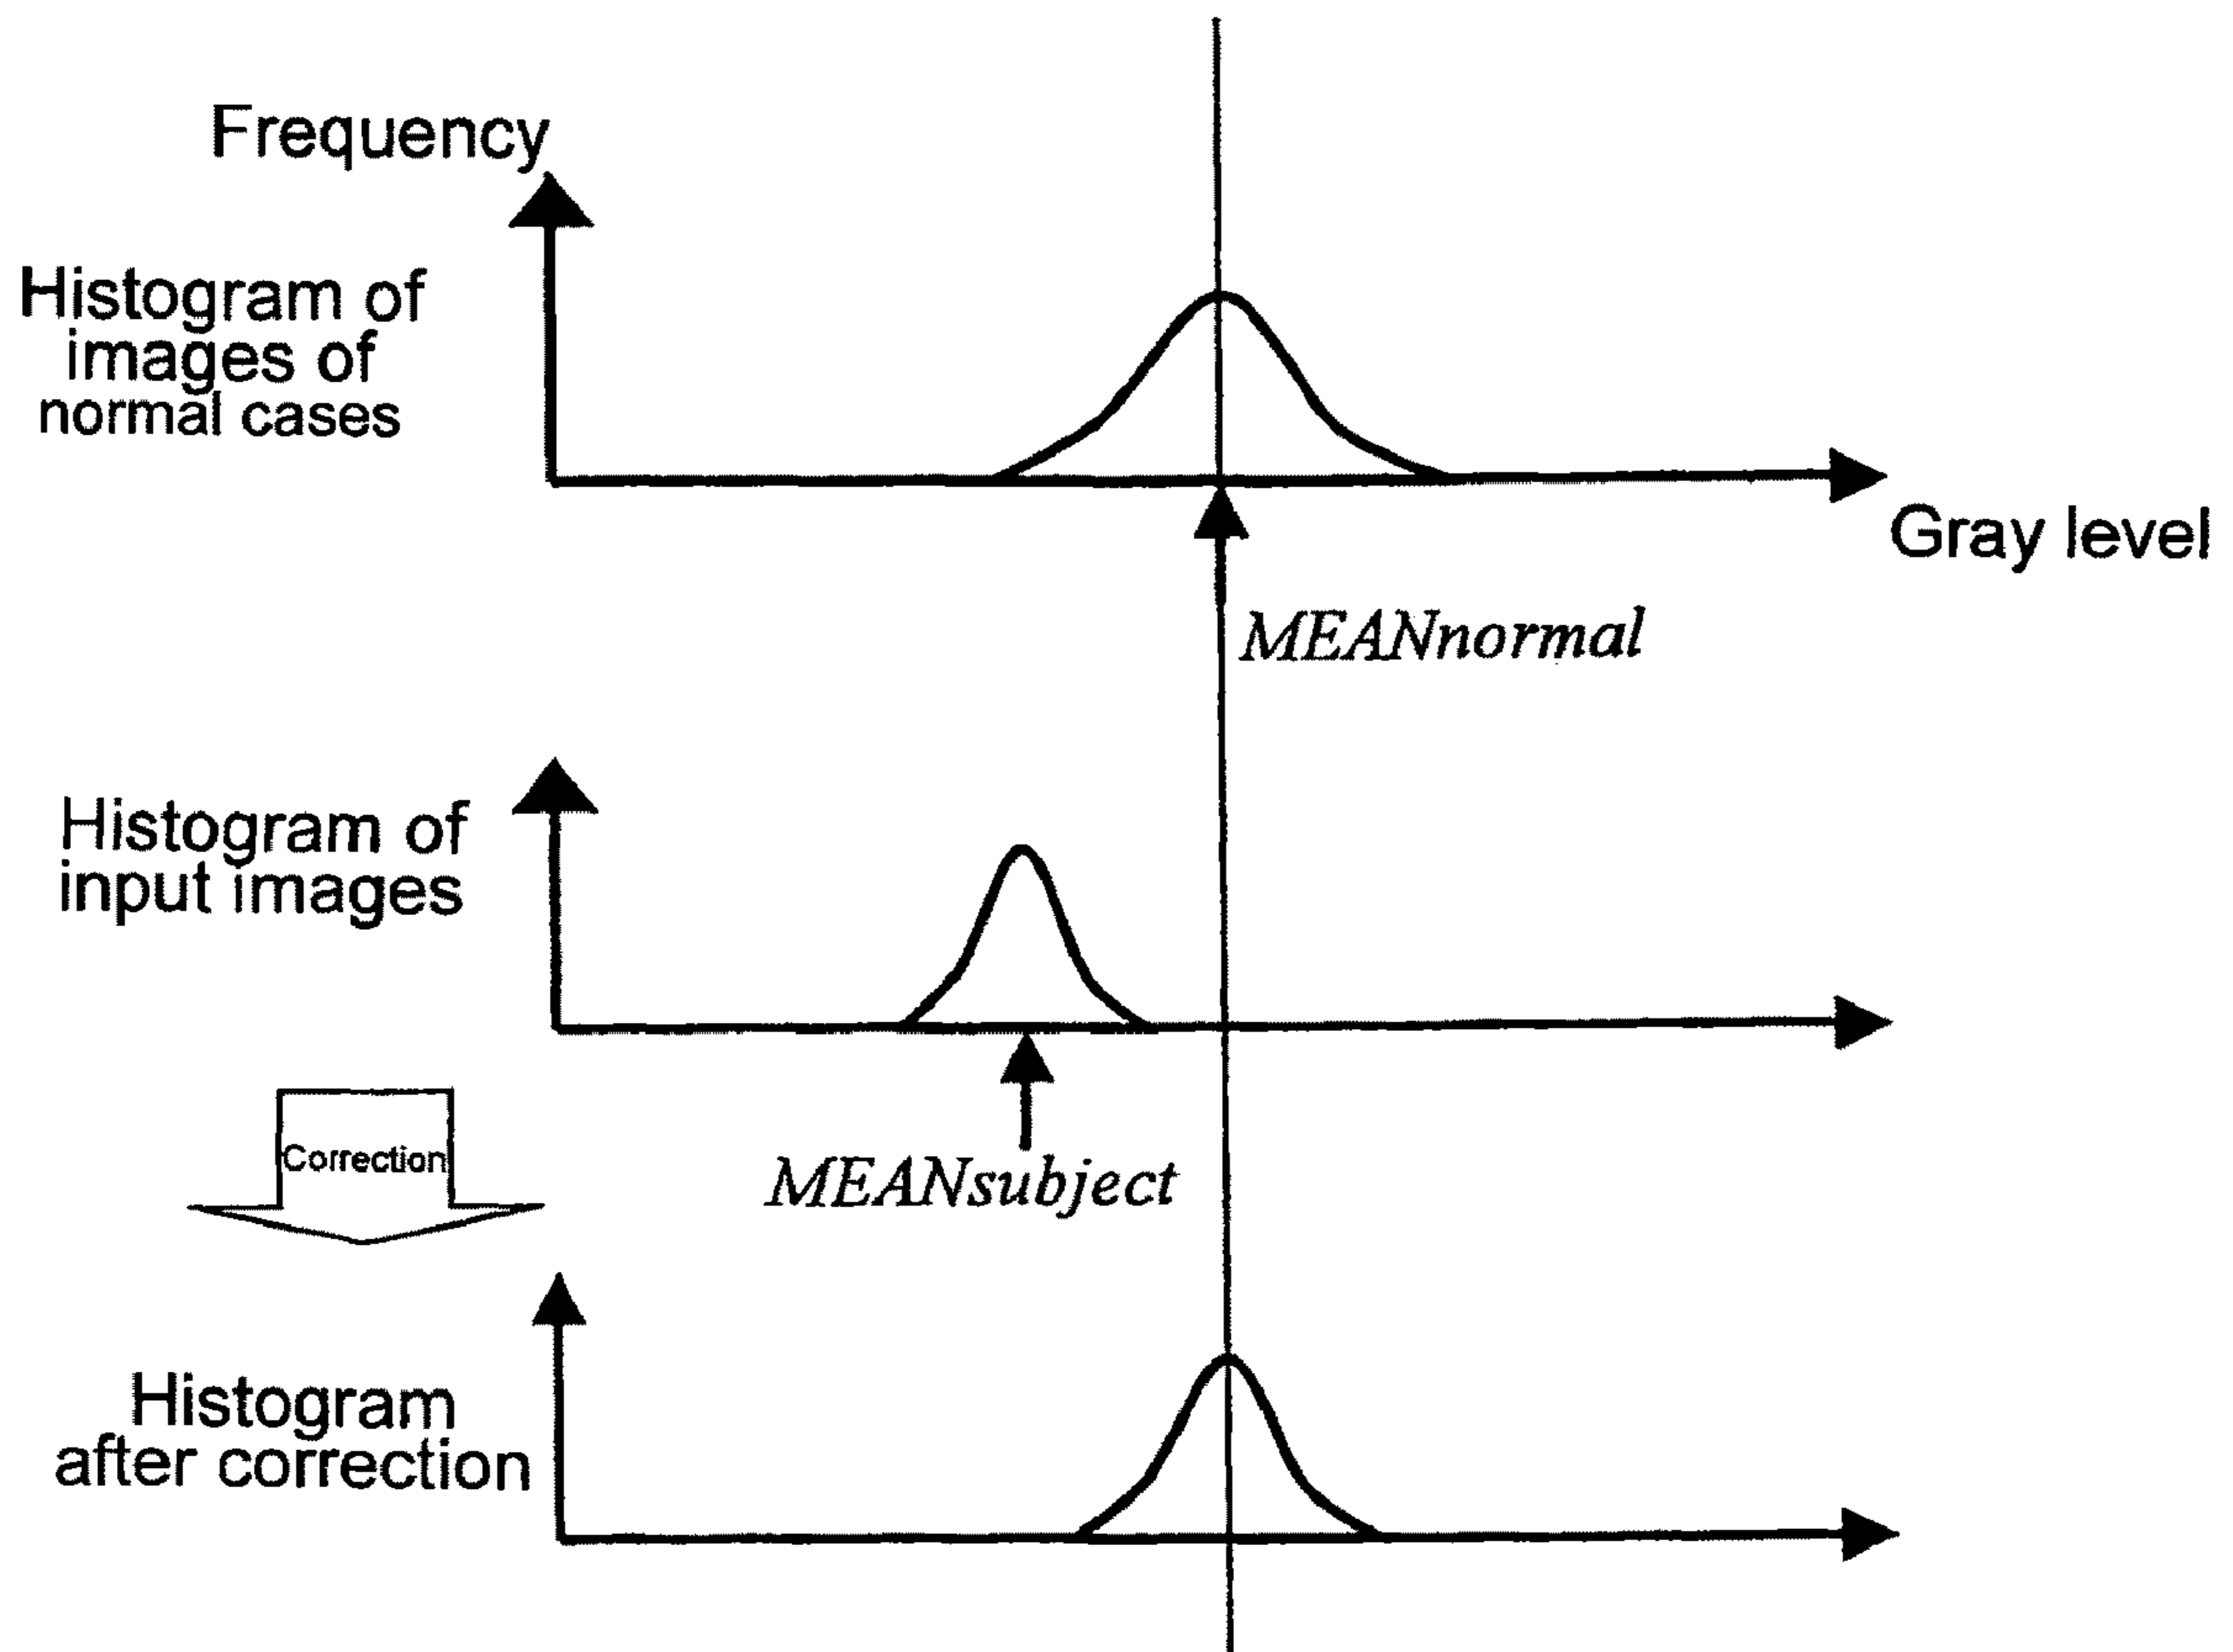 Frequency
Histogram of
images of
normal cases
Gray level
MEANnormal
Histogram of
input images
Correction
MEANsubject
Histogram
after correction